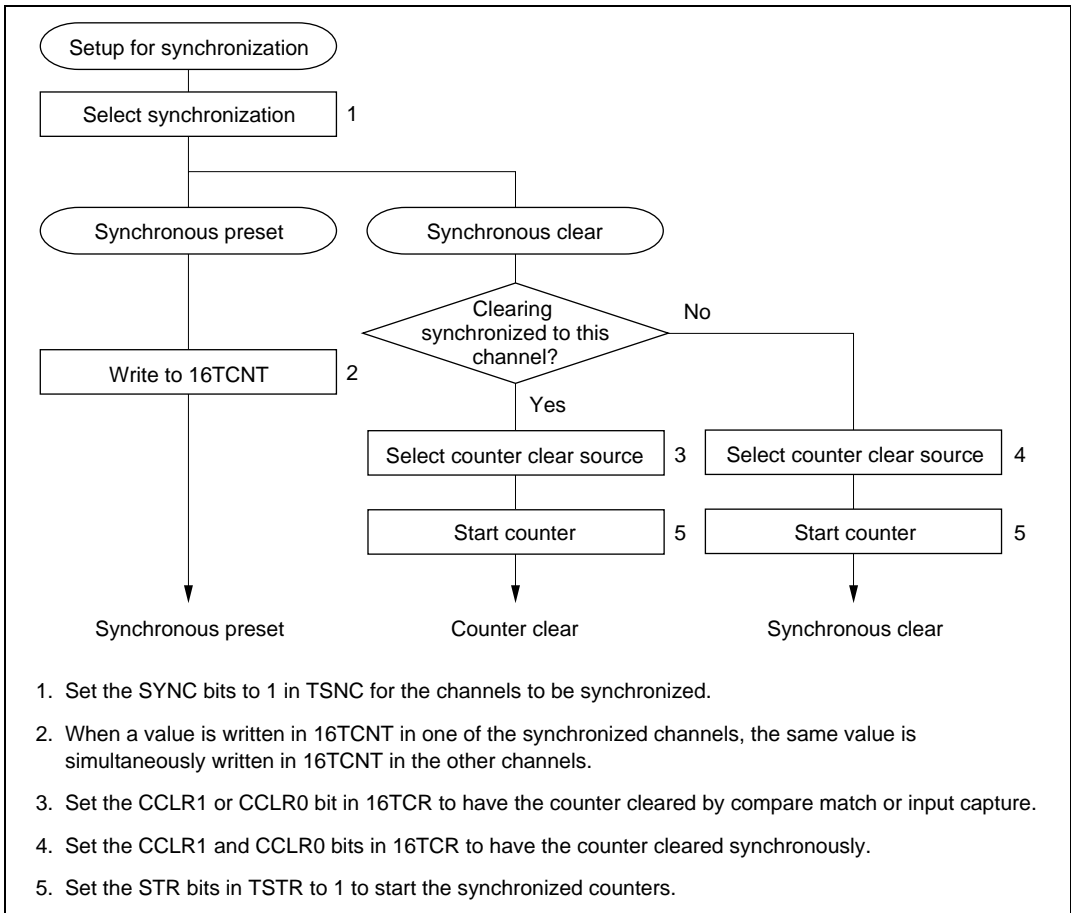 Setup for synchronization
Select synchronization 1
Synchronous preset
Synchronous clear
Clearing
synchronized to this
channel?
No
Yes
Write to 16TCNT 2
Select counter clear source 3
Select counter clear source 4
Start counter 5
Start counter 5
Synchronous preset
Counter clear
Synchronous clear
1. Set the SYNC bits to 1 in TSNC for the channels to be synchronized.
2. When a value is written in 16TCNT in one of the synchronized channels, the same value is
simultaneously written in 16TCNT in the other channels.
3. Set the CCLR1 or CCLR0 bit in 16TCR to have the counter cleared by compare match or input capture.
4. Set the CCLR1 and CCLR0 bits in 16TCR to have the counter cleared synchronously.
5. Set the STR bits in TSTR to 1 to start the synchronized counters.